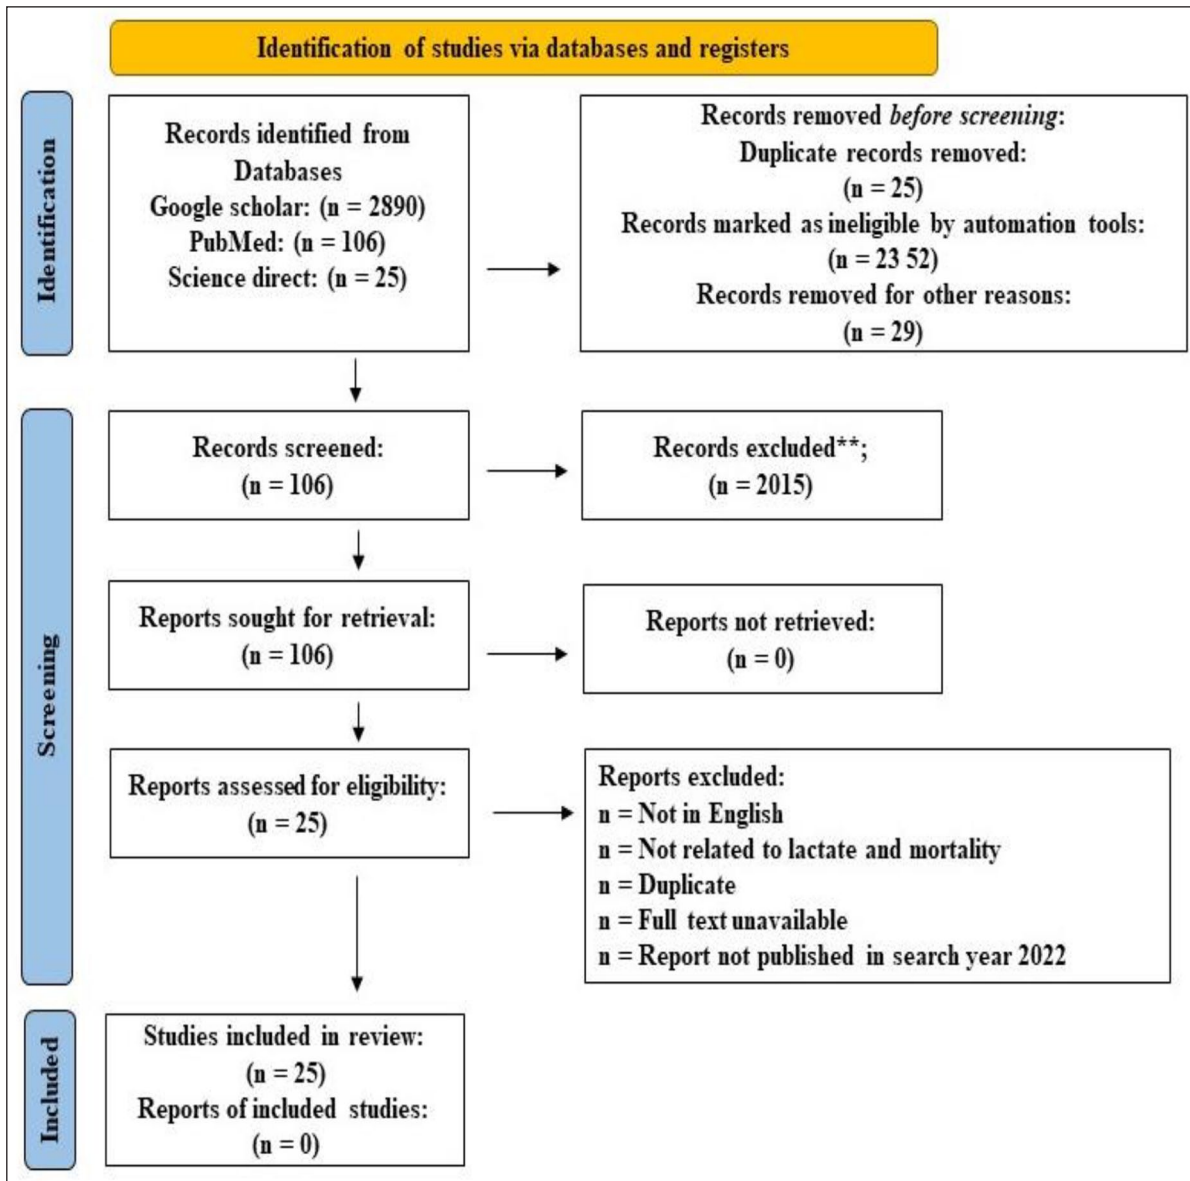 Identification of studies via databases and registers
Identification
Records identified from
Databases
Google scholar: (n = 2890)
PubMed: (n = 106)
Science direct: (n = 25)
Records removed before screening:
Duplicate records removed:
(n = 25)
Records marked as ineligible by automation tools:
(n = 23 52)
Records removed for other reasons:
(n = 29)
Screening
Records screened:
(n = 106)
Records excluded**;
(n = 2015)
Reports sought for retrieval:
(n = 106)
Reports not retrieved:
(n = 0)
Reports assessed for eligibility:
(n = 25)
Reports excluded:
n = Not in English
n = Not related to lactate and mortality
n = Duplicate
n = Full text unavailable
n = Report not published in search year 2022
Included
Studies included in review:
(n = 25)
Reports of included studies:
(n = 0)